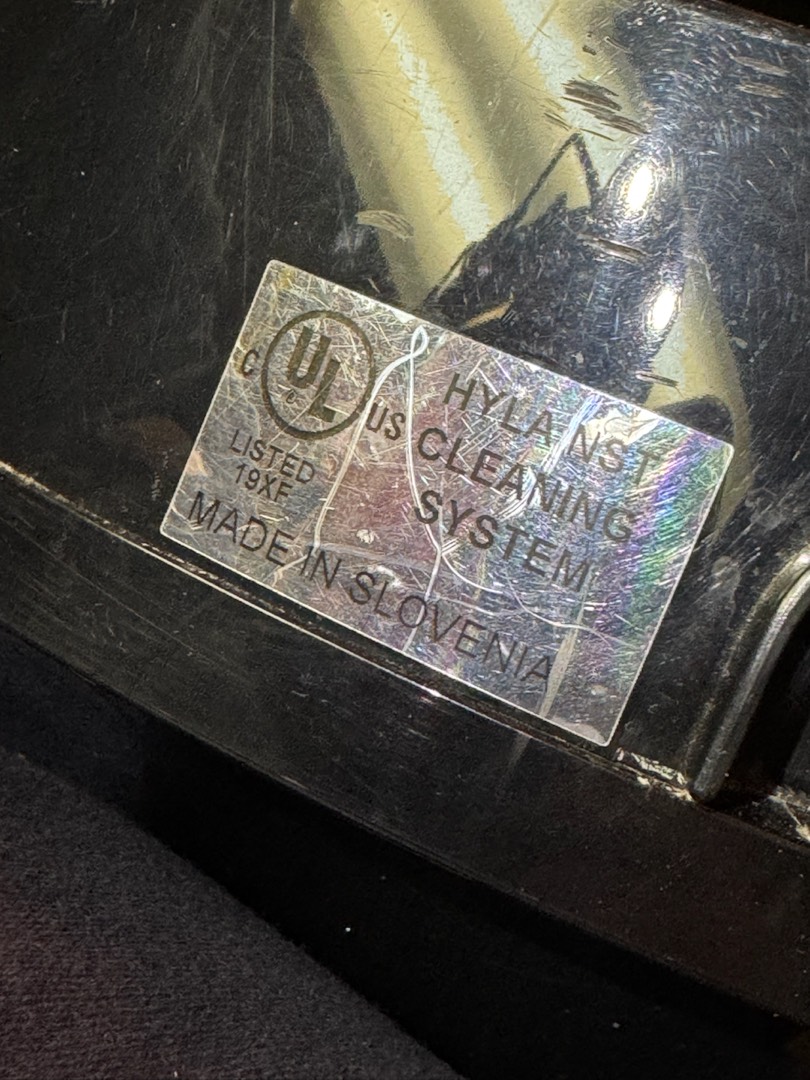 C UL US
LISTED
19XF
HYLA NST
CLEANING
SYSTEM
MADE IN SLOVENIA